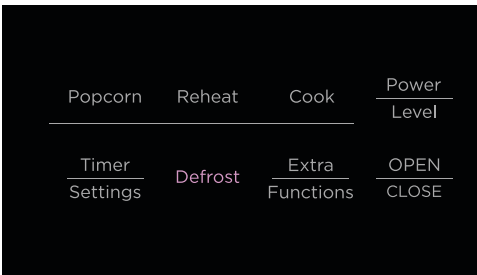 Popcorn Reheat Cook Power
Level
Timer Defrost Extra OPEN
Settings Functions CLOSE